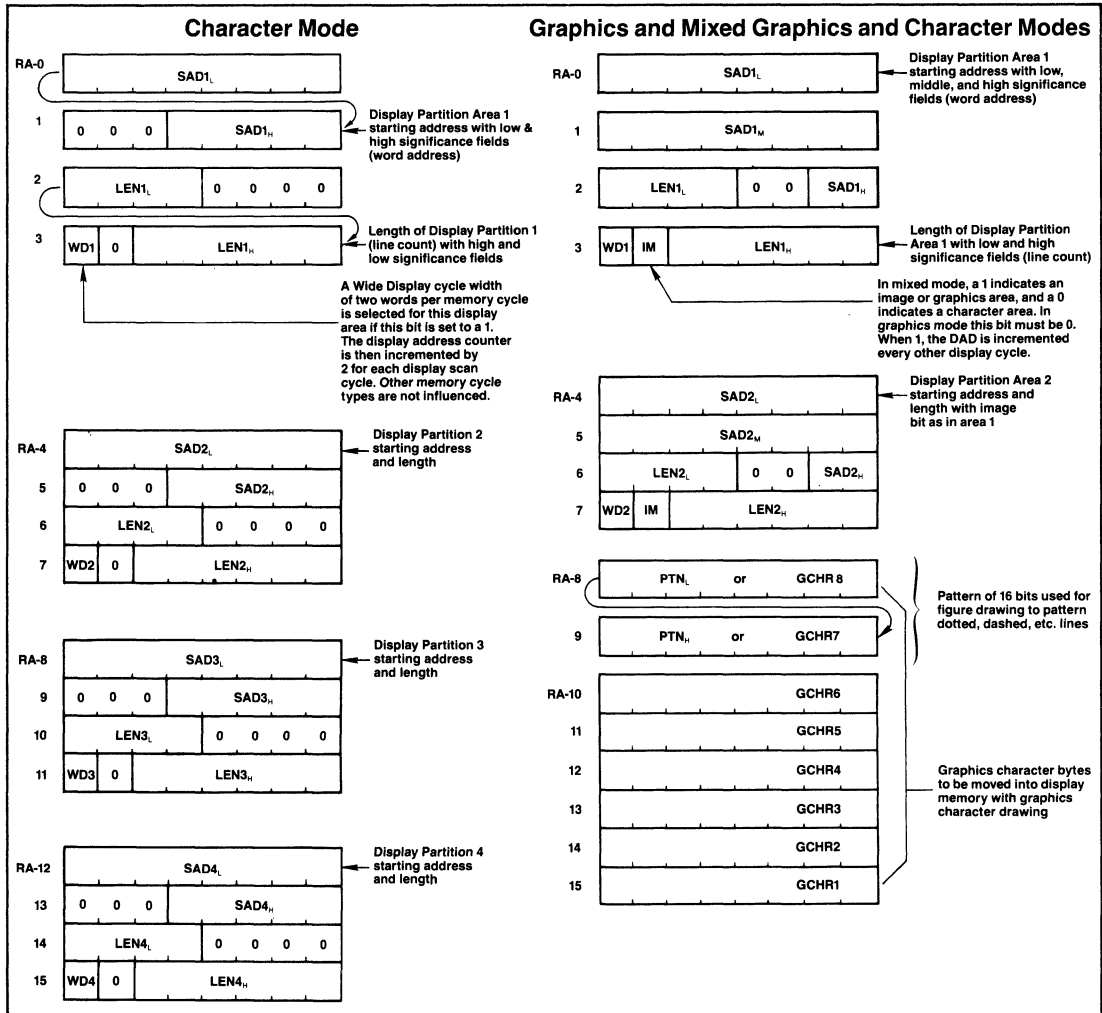 Character Mode
RA-0 SAD1L
1 0 0 0 SAD1H
Display Partition Area 1
starting address with low &
high significance fields
(word address)
2 LEN1L 0 0 0 0
3 WD1 0 LEN1H
Length of Display Partition 1
(line count) with high and
low significance fields
A Wide Display cycle width
of two words per memory cycle
is selected for this display
area if this bit is set to a 1.
The display address counter
is then incremented by
2 for each display scan
cycle. Other memory cycle
types are not influenced.
RA-4 SAD2L
Display Partition 2
starting address
and length
5 0 0 0 SAD2H
6 LEN2L 0 0 0 0
7 WD2 0 LEN2H
RA-8 SAD3L
Display Partition 3
starting address
and length
9 0 0 0 SAD3H
10 LEN3L 0 0 0 0
11 WD3 0 LEN3H
RA-12 SAD4L
Display Partition 4
starting address
and length
13 0 0 0 SAD4H
14 LEN4L 0 0 0 0
15 WD4 0 LEN4H
Graphics and Mixed Graphics and Character Modes
RA-0 SAD1L
Display Partition Area 1
starting address with low,
middle, and high significance
fields (word address)
1 SAD1M
2 LEN1L 0 0 SAD1H
3 WD1 IM LEN1H
Length of Display Partition
Area 1 with low and high
significance fields (line count)
In mixed mode, a 1 indicates an
image or graphics area, and a 0
indicates a character area. In
graphics mode this bit must be 0.
When 1, the DAD is incremented
every other display cycle.
RA-4 SAD2L
Display Partition Area 2
starting address and
length with image
bit as in area 1
5 SAD2M
6 LEN2L 0 0 SAD2H
7 WD2 IM LEN2H
RA-8 PTNL or GCHR 8
9 PTNH or GCHR7
Pattern of 16 bits used for
figure drawing to pattern
dotted, dashed, etc. lines
RA-10 GCHR6
11 GCHR5
12 GCHR4
13 GCHR3
14 GCHR2
15 GCHR1
Graphics character bytes
to be moved into display
memory with graphics
character drawing